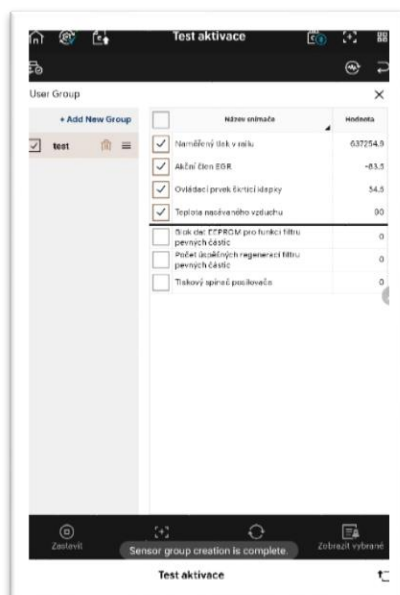 Test aktivace
User Group
+ Add New Group
Název snímače
Hodnota
test
Naměřený tlak v railu
637254,9
Akční člen EGR
-83,5
Ovládací prvek škrticí klapky
54,5
Teplota nasávaného vzduchu
00
Blok dat EEPROM pro funkci filtru
pevných částic
0
Počet úspěšných regenerací filtru
pevných částic
0
Tlakový spínač posilovače
0
Zastavit
Sensor group creation is complete.
Zobrazit vybrané
Test aktivace